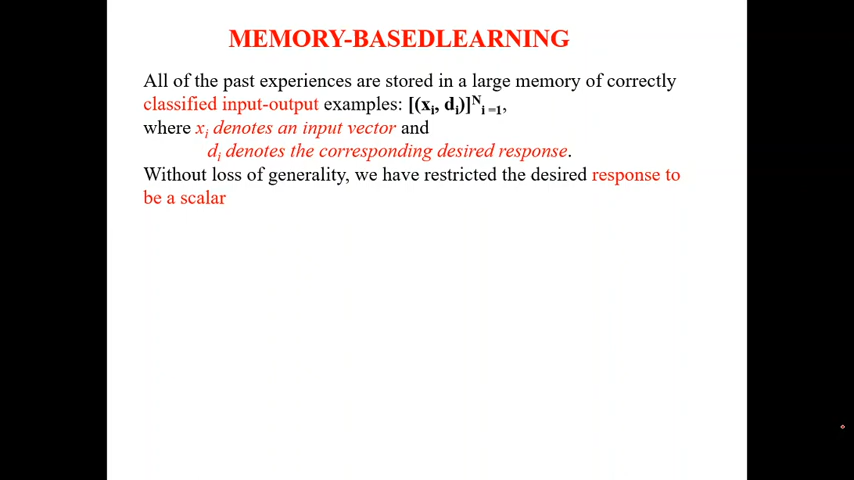 MEMORY-BASEDLEARNING
All of the past experiences are stored in a large memory of correctly
classified input-output examples: [(xi, di)]N i =1,
where xi denotes an input vector and
di denotes the corresponding desired response.
Without loss of generality, we have restricted the desired response to
be a scalar